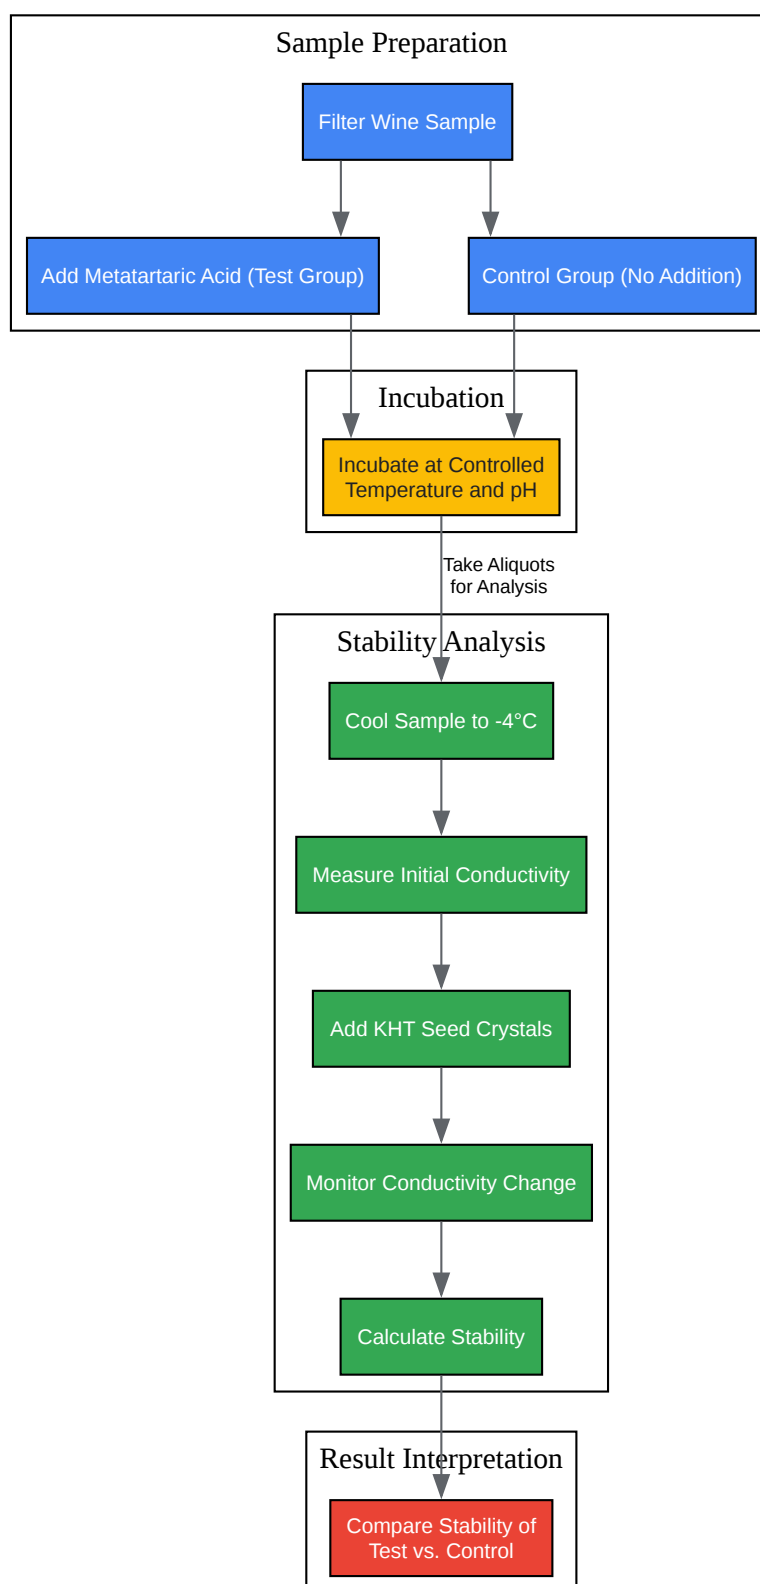 Sample Preparation
Filter Wine Sample
Add Metatartaric Acid (Test Group)
Control Group (No Addition)
Incubation
Incubate at Controlled
Temperature and pH
Take Aliquots
for Analysis
Stability Analysis
Cool Sample to -4°C
Measure Initial Conductivity
Add KHT Seed Crystals
Monitor Conductivity Change
Calculate Stability
Result Interpretation
Compare Stability of
Test vs. Control